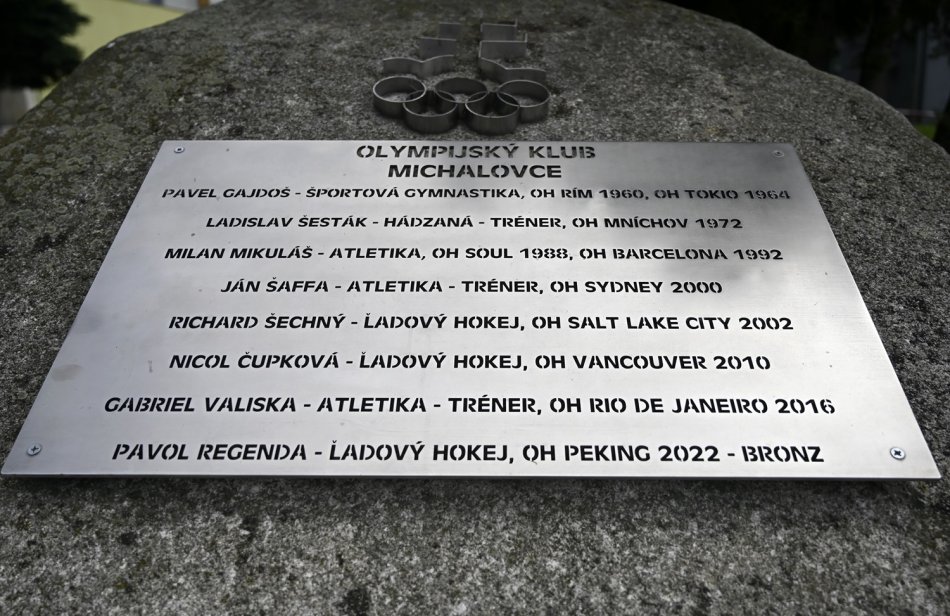 OLYMPIJSKÝ KLUB
MICHALOVCE
PAVEL GAJDOŠ - ŠPORTOVÁ GYMNASTIKA, OH RÍM 1960, OH TOKIO 1964
LADISLAV ŠESTÁK - HÁDZANÁ - TRÉNER, OH MNÍCHOV 1972
MILAN MIKULÁŠ - ATLETIKA, OH SOUL 1988, OH BARCELONA 1992
JÁN ŠAFFA - ATLETIKA - TRÉNER, OH SYDNEY 2000
RICHARD ŠECHNÝ - ĽADOVÝ HOKEJ, OH SALT LAKE CITY 2002
NICOL ČUPKOVÁ - ĽADOVÝ HOKEJ, OH VANCOUVER 2010
GABRIEL VALISKA - ATLETIKA - TRÉNER, OH RIO DE JANEIRO 2016
PAVOL REGENDA - ĽADOVÝ HOKEJ, OH PEKING 2022 - BRONZ